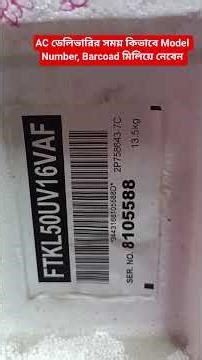 AC ডেলিভারির সময় কিভাবে Model
Number, Barcoad মিলিয়ে নেবেন
FTKL50UV16VAF
2P758643-7C
13.5kg
SER. NO. 8105588